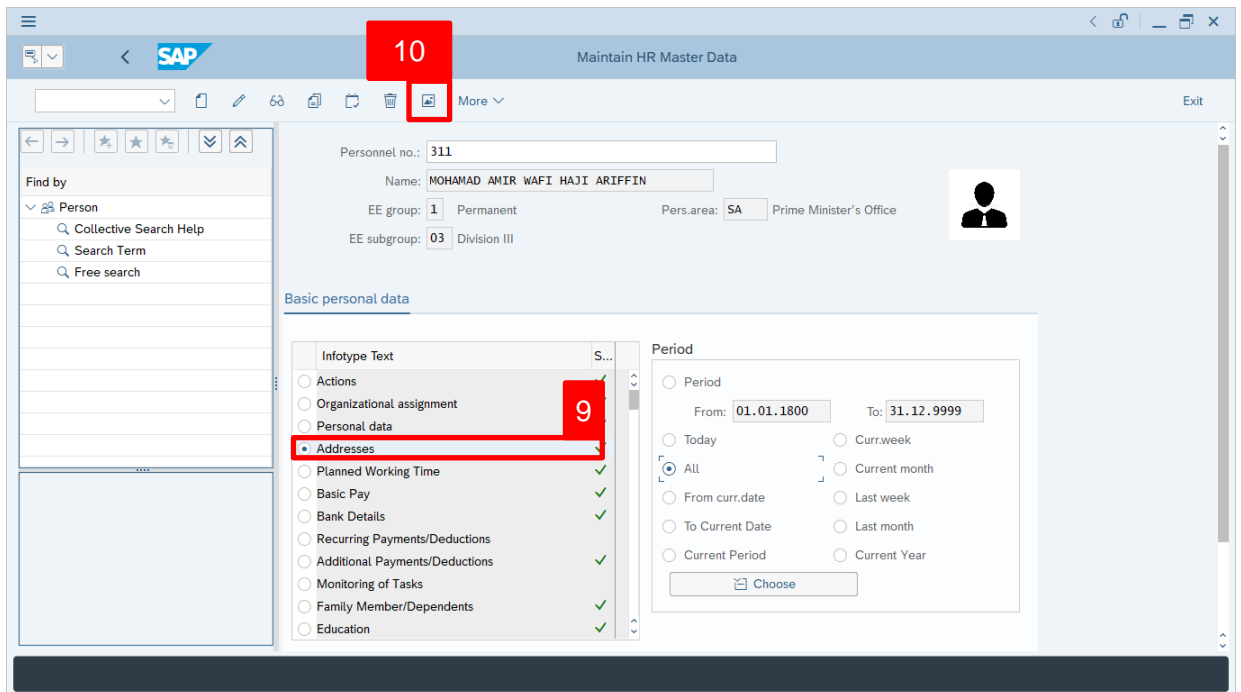 SAP
10
Maintain HR Master Data
More
Exit
Personnel no.: 311
Name: MOHAMAD AMIR WAFI HAJI ARIFFIN
EE group: 1 Permanent Pers.area: SA Prime Minister's Office
EE subgroup: 03 Division III
Find by
Person
Collective Search Help
Search Term
Free search
Basic personal data
Infotype Text S...
Actions
Organizational assignment
Personal data
9
Addresses
Planned Working Time
Basic Pay
Bank Details
Recurring Payments/Deductions
Additional Payments/Deductions
Monitoring of Tasks
Family Member/Dependents
Education
Period
Period
From: 01.01.1800 To: 31.12.9999
Today Curr.week
All Current month
From curr.date Last week
To Current Date Last month
Current Period Current Year
Choose